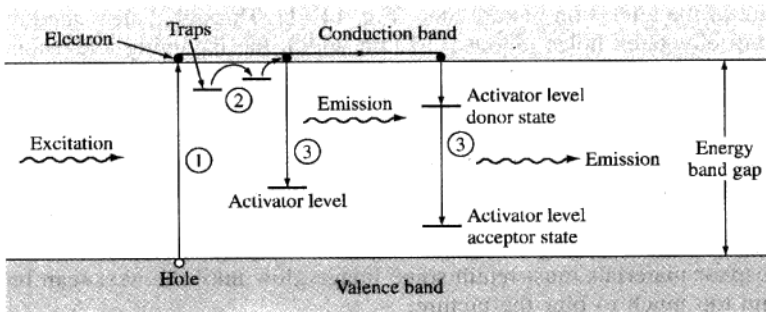 Electron
Traps
Conduction band
②
Excitation
①
Emission
③
Activator level
Activator level
donor state
③
Emission
Activator level
acceptor state
Energy
band gap
Hole
Valence band